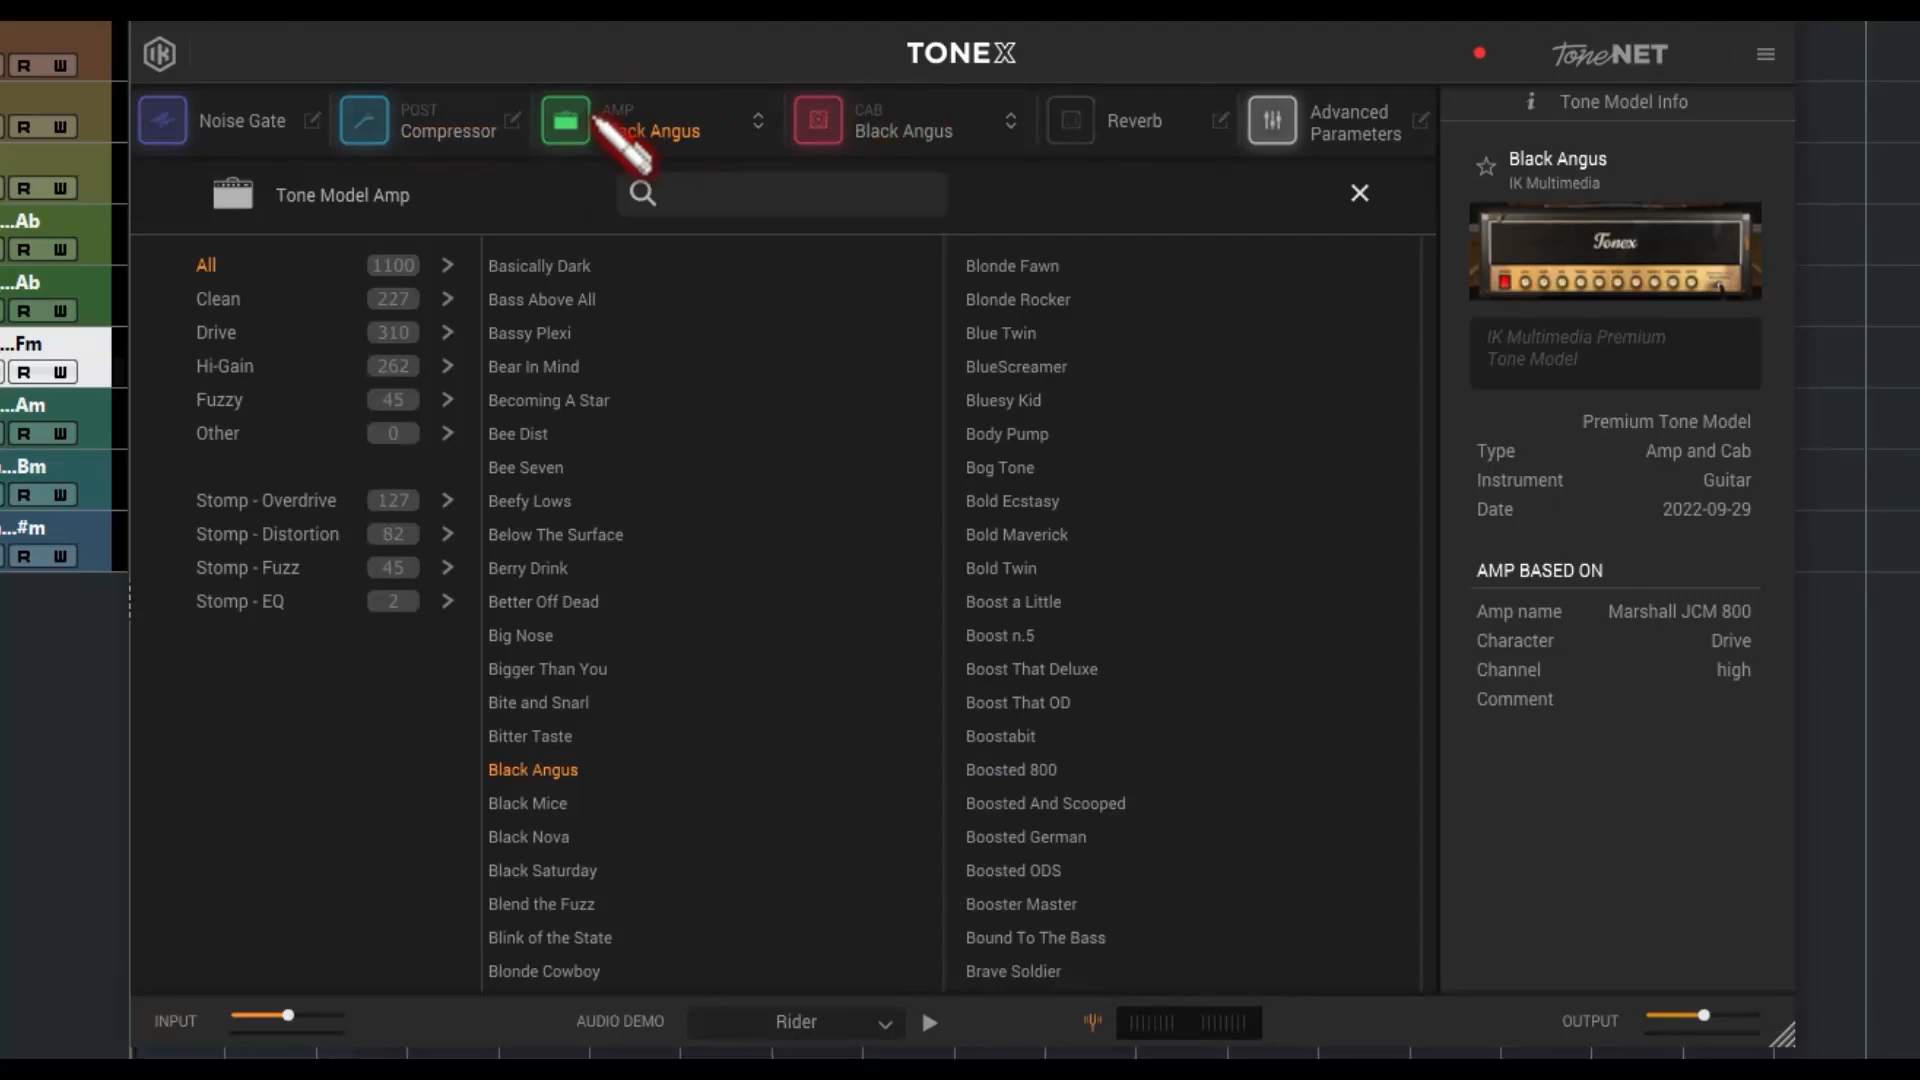 TONEX
ToneNET
Noise Gate
POST
Compressor
AMP
Angus
CAB
Black Angus
Reverb
Advanced
Parameters
Tone Model Info
Tone Model Amp
Black Angus
IK Multimedia
Tonex
IK Multimedia Premium
Tone Model
Premium Tone Model
Type Amp and Cab
Instrument Guitar
Date 2022-09-29
AMP BASED ON
Amp name Marshall JCM 800
Character Drive
Channel high
Comment
All 1100
Clean 227
Drive 310
Hi-Gain 262
Fuzzy 45
Other 0
Stomp - Overdrive 127
Stomp - Distortion 82
Stomp - Fuzz 45
Stomp - EQ 2
Basically Dark
Bass Above All
Bassy Plexi
Bear In Mind
Becoming A Star
Bee Dist
Bee Seven
Beefy Lows
Below The Surface
Berry Drink
Better Off Dead
Big Nose
Bigger Than You
Bite and Snarl
Bitter Taste
Black Angus
Black Mice
Black Nova
Black Saturday
Blend the Fuzz
Blink of the State
Blonde Cowboy
Blonde Fawn
Blonde Rocker
Blue Twin
BlueScreamer
Bluesy Kid
Body Pump
Bog Tone
Bold Ecstasy
Bold Maverick
Bold Twin
Boost a Little
Boost n.5
Boost That Deluxe
Boost That OD
Boostabit
Boosted 800
Boosted And Scooped
Boosted German
Boosted ODS
Booster Master
Bound To The Bass
Brave Soldier
R W
R W
R W
...Ab
R W
...Ab
R W
...Fm
R W
...Am
R W
...Bm
R W
...#m
R W
INPUT
AUDIO DEMO
Rider
OUTPUT